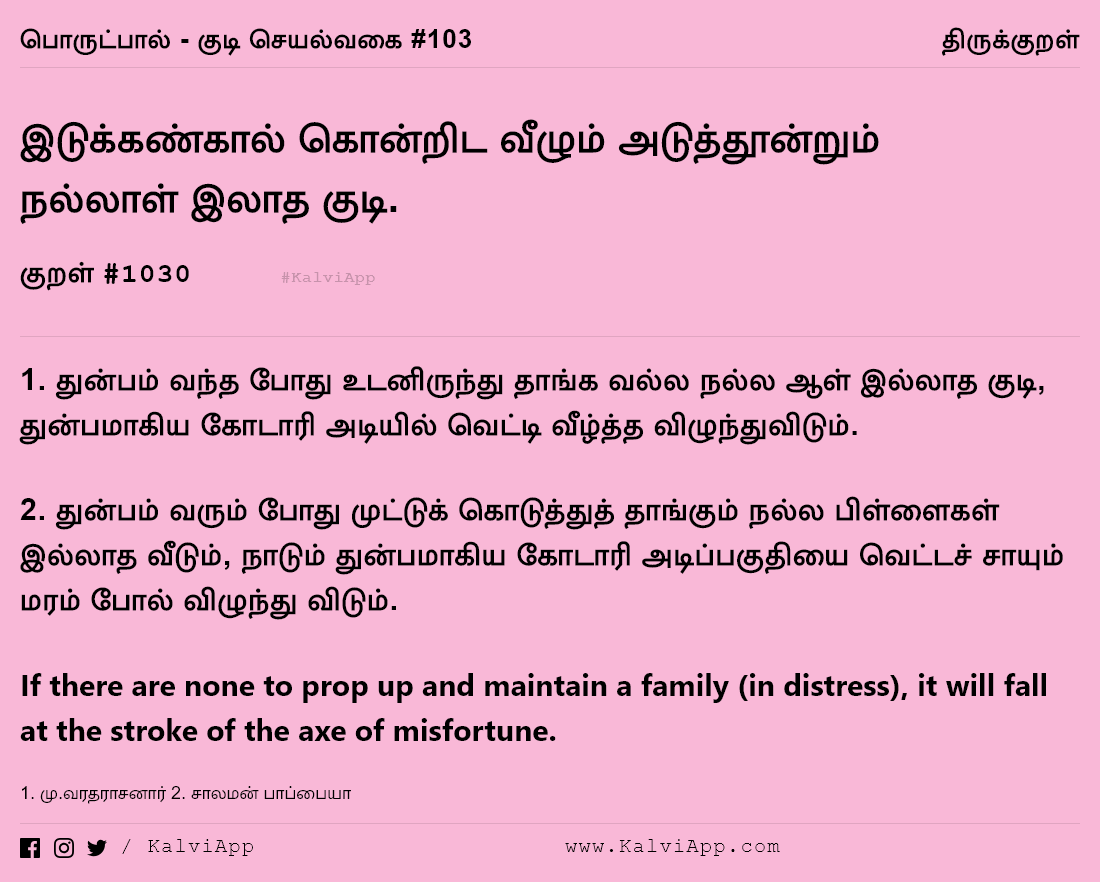 பொருட்பால் - குடி செயல்வகை #103 திருக்குறள்
இடுக்கண்கால் கொன்றிட வீழும் அடுத்தூன்றும்
நல்லாள் இலாத குடி.
குறள் #1030 #KalviApp
1. துன்பம் வந்த போது உடனிருந்து தாங்க வல்ல நல்ல ஆள் இல்லாத குடி,
துன்பமாகிய கோடாரி அடியில் வெட்டி வீழ்த்த விழுந்துவிடும்.
2. துன்பம் வரும் போது முட்டுக் கொடுத்துத் தாங்கும் நல்ல பிள்ளைகள்
இல்லாத வீடும், நாடும் துன்பமாகிய கோடாரி அடிப்பகுதியை வெட்டச் சாயும்
மரம் போல் விழுந்து விடும்.
If there are none to prop up and maintain a family (in distress), it will fall
at the stroke of the axe of misfortune.
1. மு.வரதராசனார் 2. சாலமன் பாப்பையா
/ KalviApp www.KalviApp.com